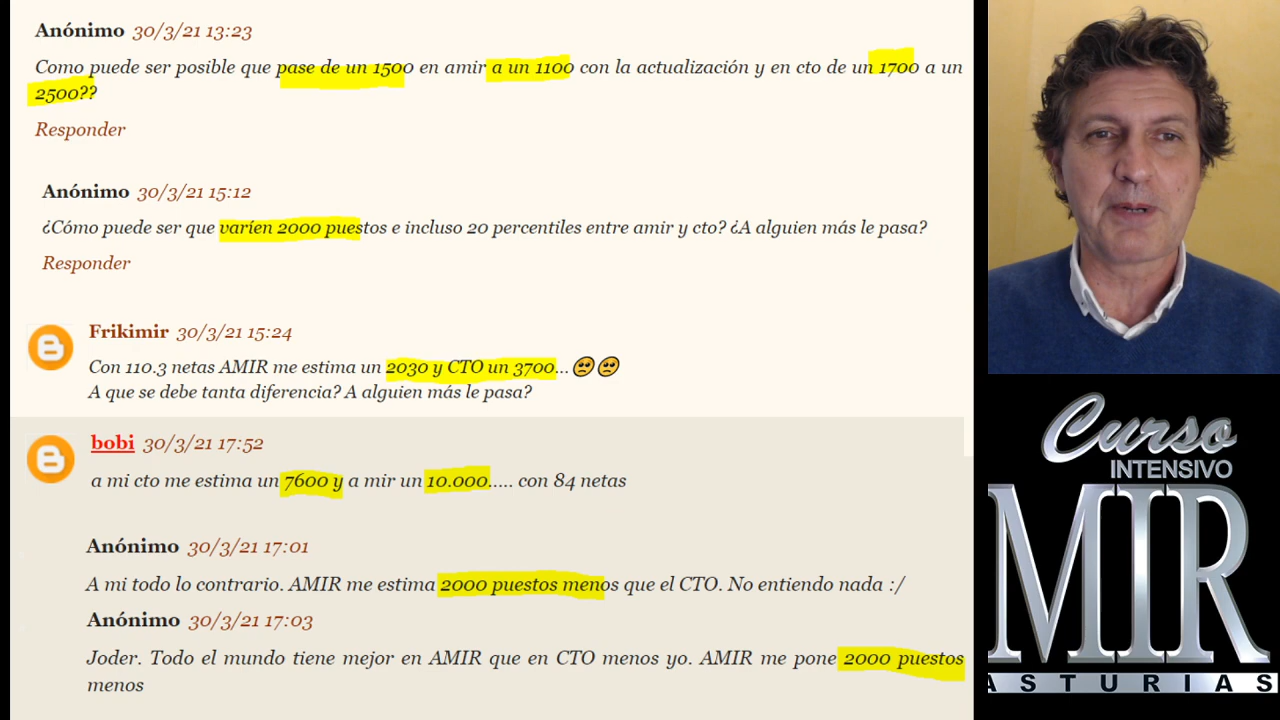 Anónimo 30/3/21 13:23
Como puede ser posible que pase de un 1500 en amir a un 1100 con la actualización y en cto de un 1700 a un
2500??
Responder
Anónimo 30/3/21 15:12
¿Cómo puede ser que varíen 2000 puestos e incluso 20 percentiles entre amir y cto? ¿A alguien más le pasa?
Responder
Frikimir 30/3/21 15:24
Con 110.3 netas AMIR me estima un 2030 y CTO un 3700... 🥺🥺
A que se debe tanta diferencia? A alguien más le pasa?
bobi 30/3/21 17:52
a mi cto me estima un 7600 y a mir un 10.000..... con 84 netas
Anónimo 30/3/21 17:01
A mi todo lo contrario. AMIR me estima 2000 puestos menos que el CTO. No entiendo nada :/
Anónimo 30/3/21 17:03
Joder. Todo el mundo tiene mejor en AMIR que en CTO menos yo. AMIR me pone 2000 puestos
menos
Curso
INTENSIVO
MIR
ASTURIAS